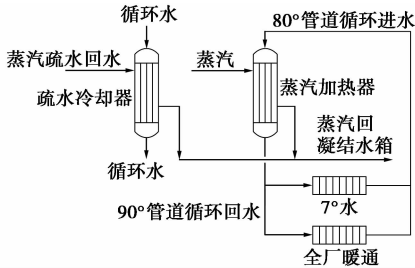 循环水
80°管道循环进水
蒸汽疏水回水
蒸汽
疏水冷却器
蒸汽加热器
蒸汽回
凝结水箱
循环水
7°水
90°管道循环回水
全厂暖通